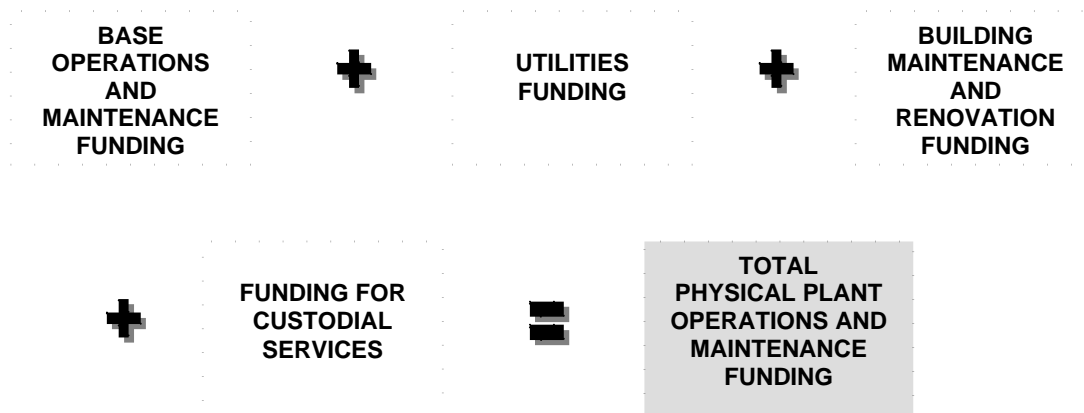 BASE
OPERATIONS
AND
MAINTENANCE
FUNDING
+
UTILITIES
FUNDING
+
BUILDING
MAINTENANCE
AND
RENOVATION
FUNDING
+
FUNDING FOR
CUSTODIAL
SERVICES
=
TOTAL
PHYSICAL PLANT
OPERATIONS AND
MAINTENANCE
FUNDING